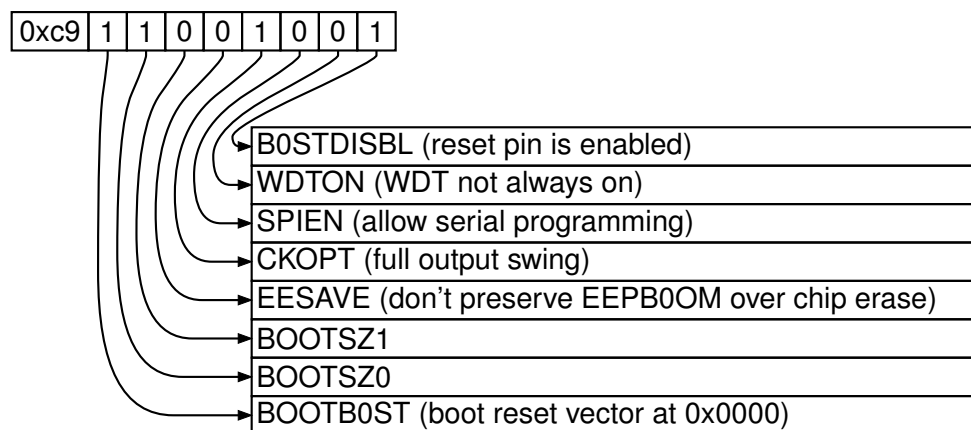 0xc9 1 1 0 0 1 0 0 1
B0STDISBL (reset pin is enabled)
WDTON (WDT not always on)
SPIEN (allow serial programming)
CKOPT (full output swing)
EESAVE (don't preserve EEPB0OM over chip erase)
BOOTSZ1
BOOTSZ0
BOOTB0ST (boot reset vector at 0x0000)